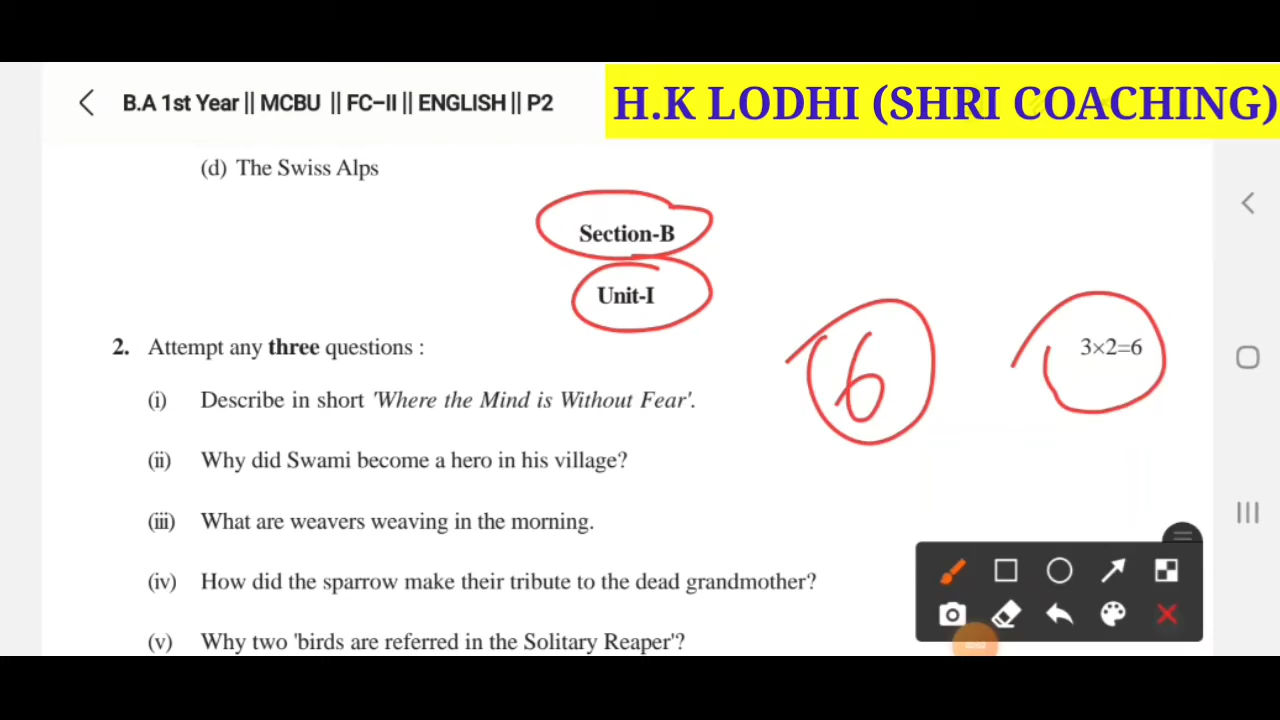 B.A 1st Year || MCBU || FC-II || ENGLISH || P2
H.K LODHI (SHRI COACHING)
(d) The Swiss Alps
Section-B
Unit-I
2. Attempt any three questions : 3×2=6
6
(i) Describe in short 'Where the Mind is Without Fear'.
(ii) Why did Swami become a hero in his village?
(iii) What are weavers weaving in the morning.
(iv) How did the sparrow make their tribute to the dead grandmother?
(v) Why two 'birds are referred in the Solitary Reaper'?